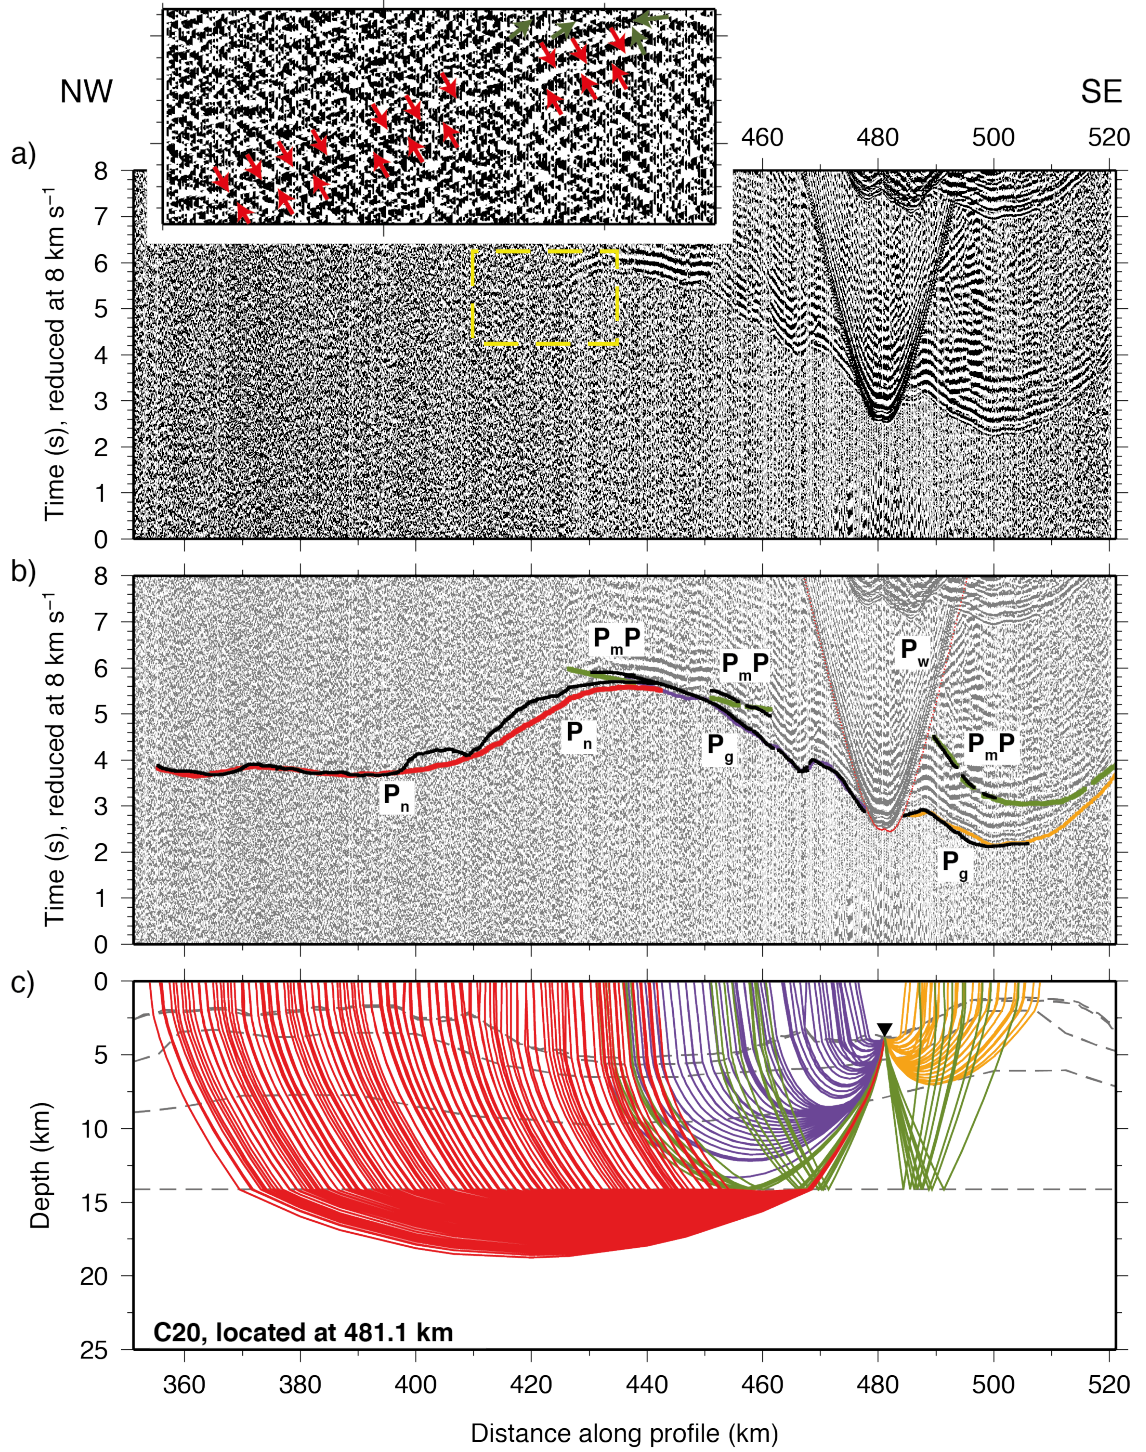 NW
SE
460 480 500 520
a)
8
7
6
5
4
3
2
1
0
Time (s), reduced at 8 km s⁻¹
b)
8
7
6
5
4
3
2
1
0
Time (s), reduced at 8 km s⁻¹
PmP
PmP
Pw
Pn
Pg
PmP
Pn
Pg
c)
0
5
10
15
20
25
Depth (km)
C20, located at 481.1 km
360 380 400 420 440 460 480 500 520
Distance along profile (km)